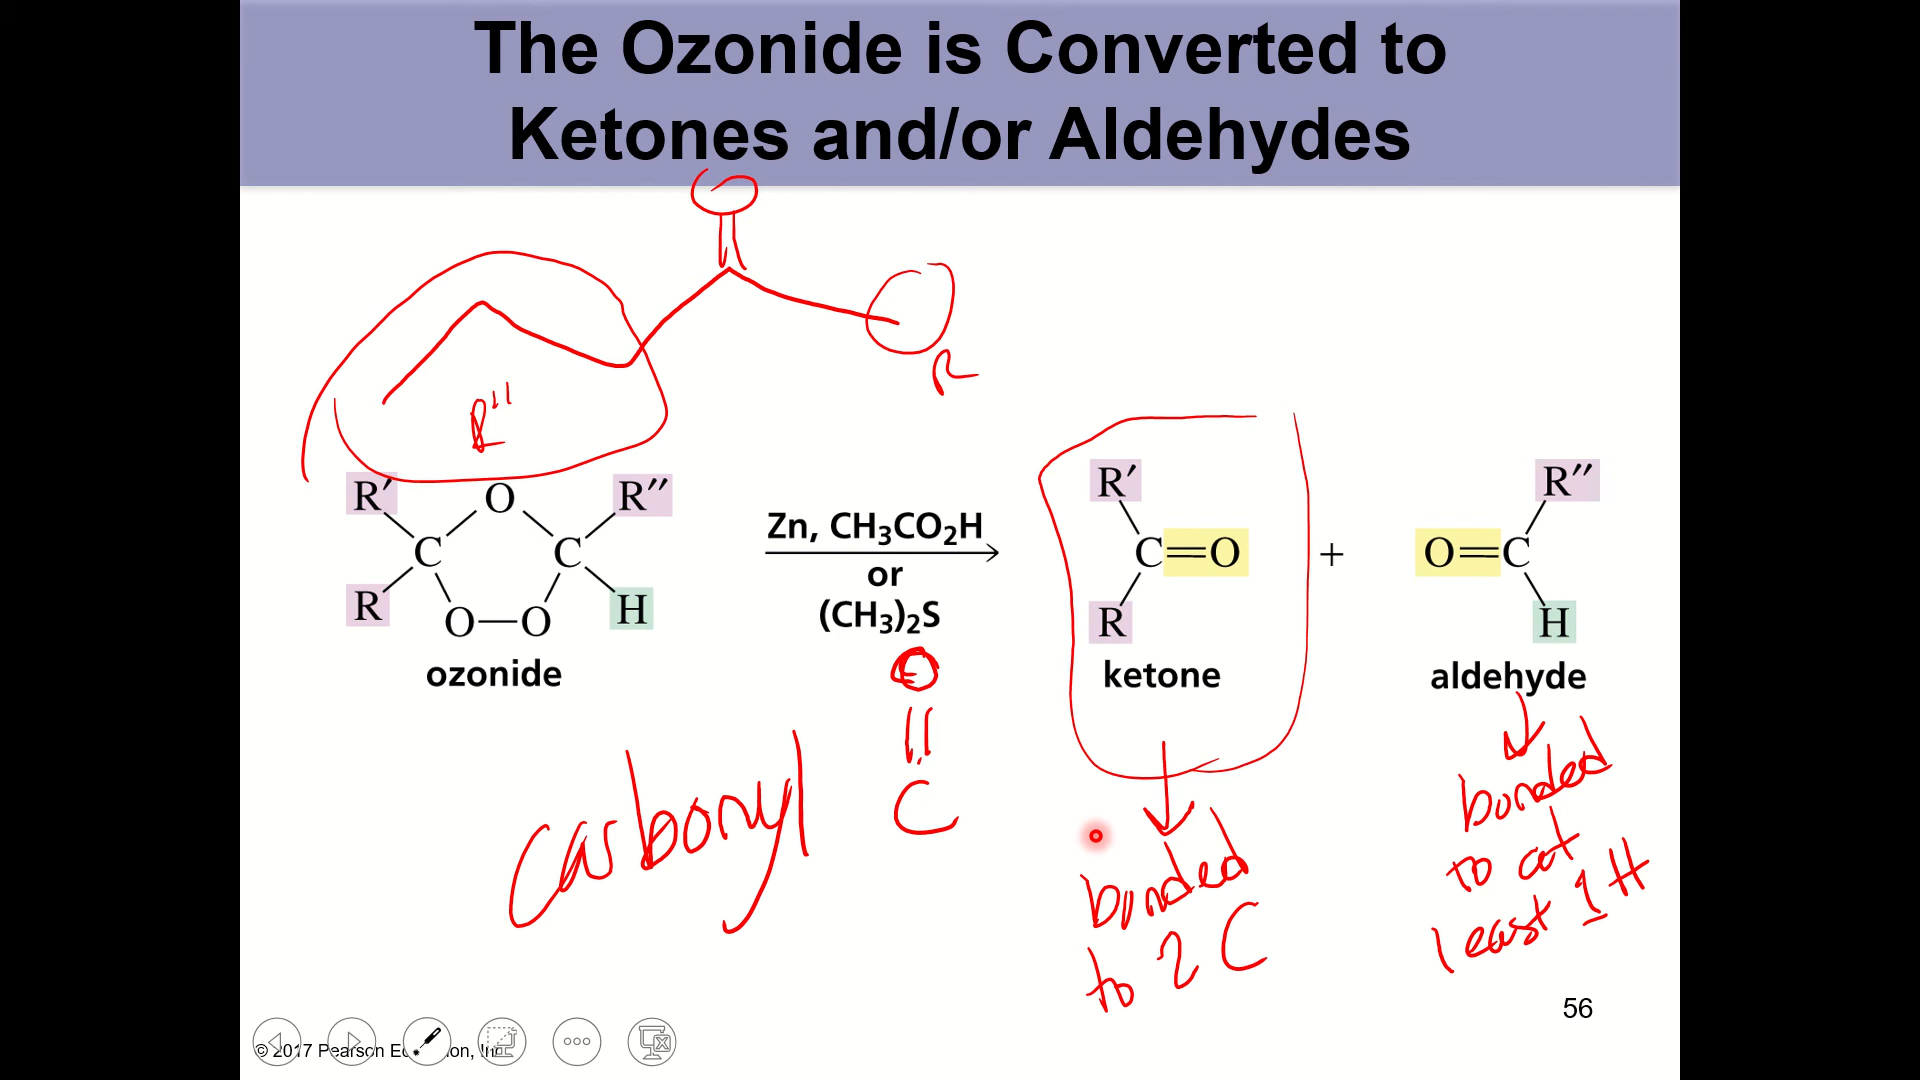 The Ozonide is Converted to
Ketones and/or Aldehydes
R"
R
R′ O R″
C C
R O—O H
ozonide
Zn, CH₃CO₂H
or
(CH₃)₂S
R′
C=O
R
ketone
+
R″
O=C
H
aldehyde
O
C
carbonyl
bonded
to 2 C
bonded
to at
least 1 H
56
© 2017 Pearson Inc